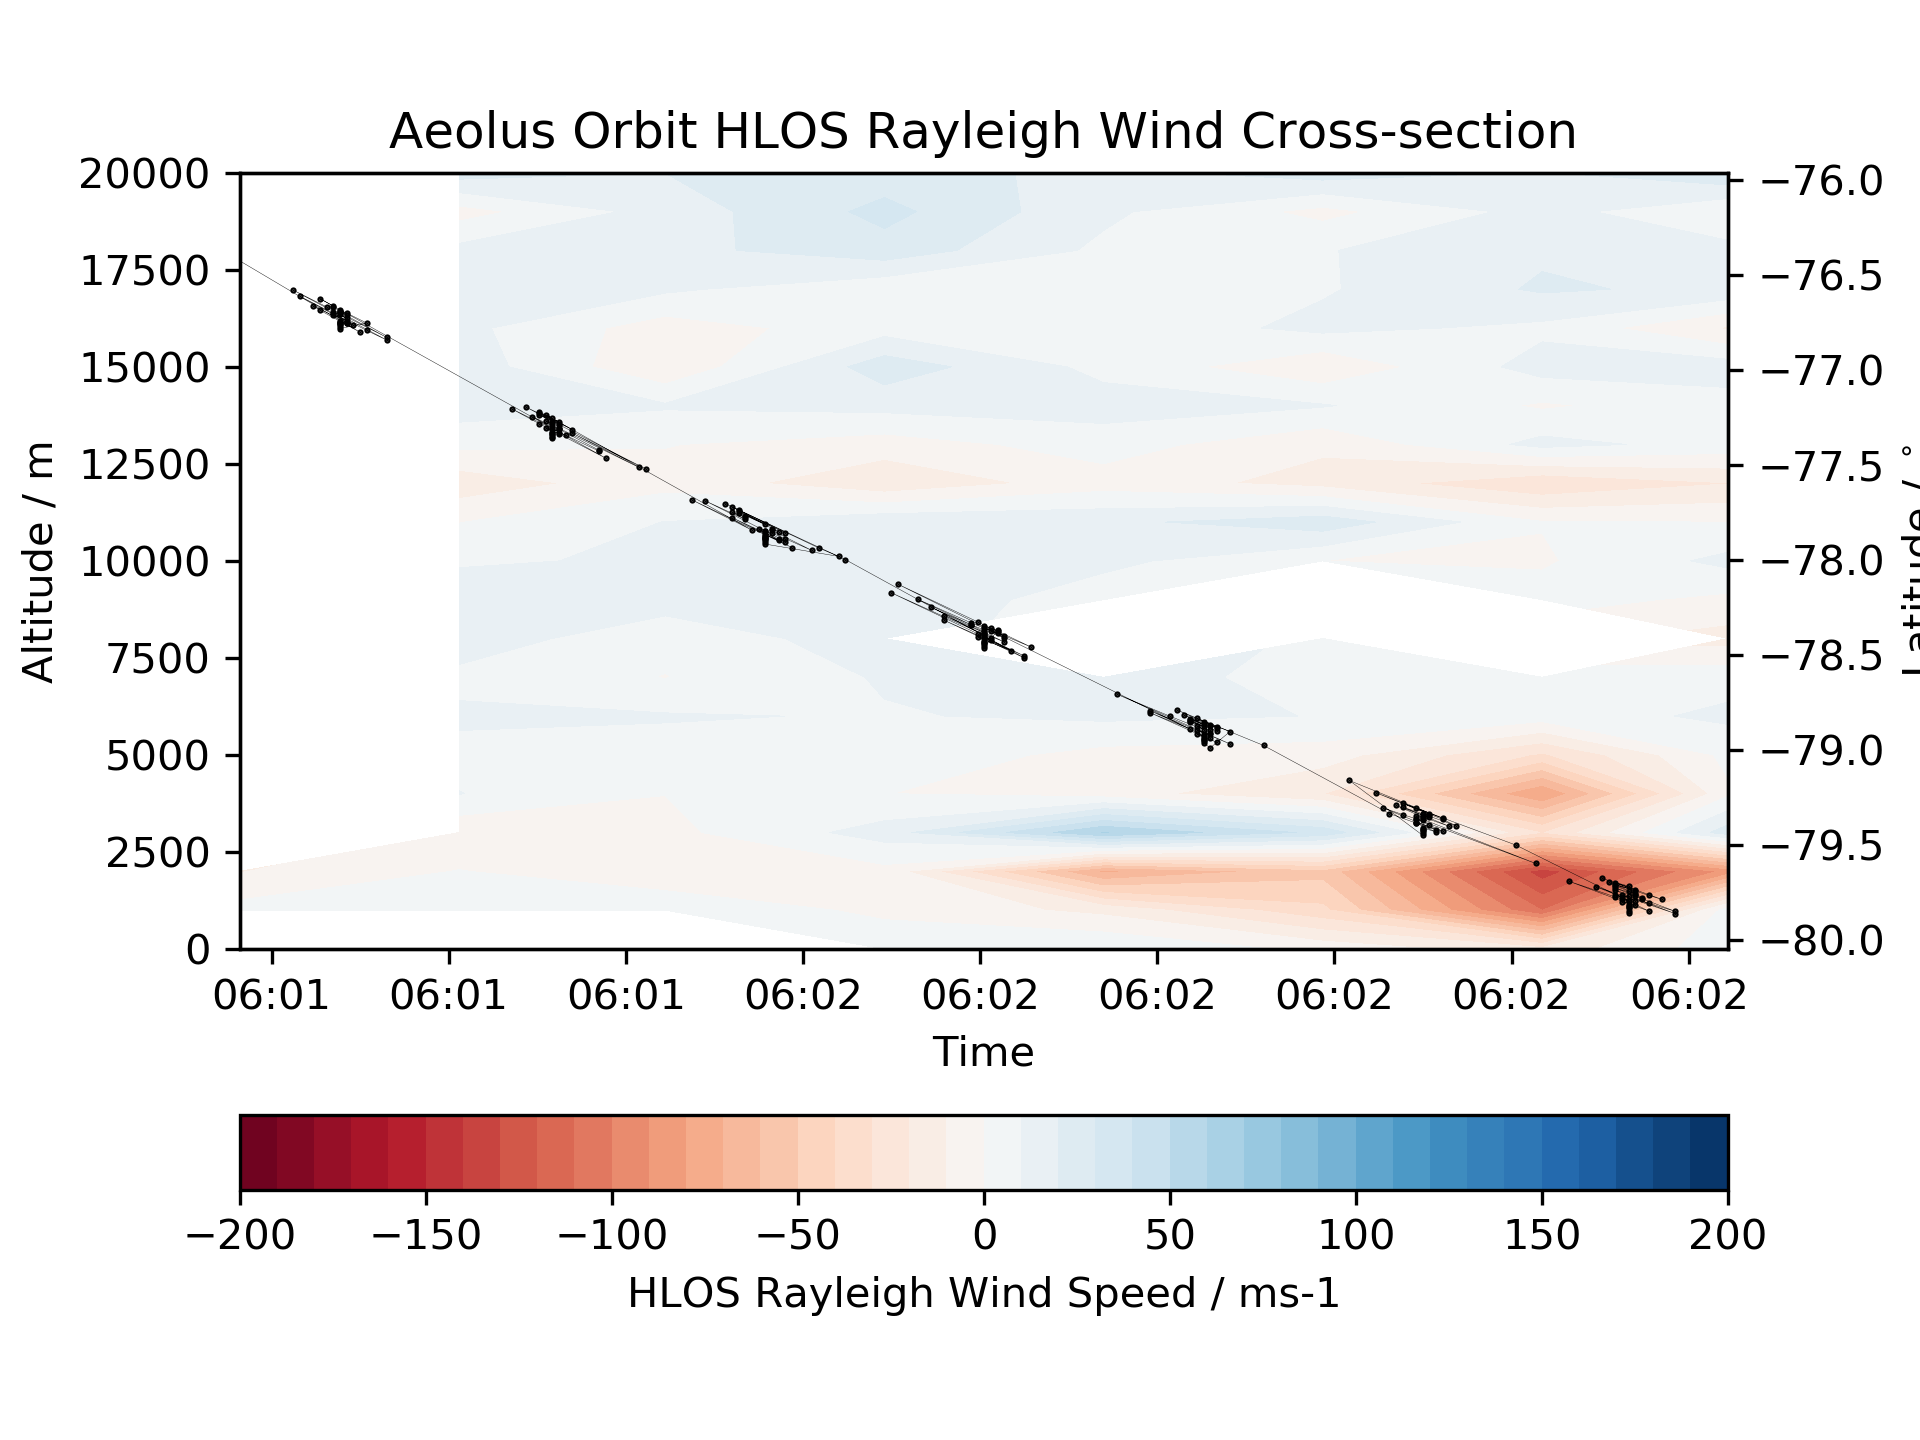 Aeolus Orbit HLOS Rayleigh Wind Cross-section
Altitude / m
20000
17500
15000
12500
10000
7500
5000
2500
0
−76.0
−76.5
−77.0
−77.5
−78.0
−78.5
−79.0
−79.5
−80.0
Latitude / °
06:01 06:01 06:01 06:02 06:02 06:02 06:02 06:02 06:02
Time
−200 −150 −100 −50 0 50 100 150 200
HLOS Rayleigh Wind Speed / ms-1